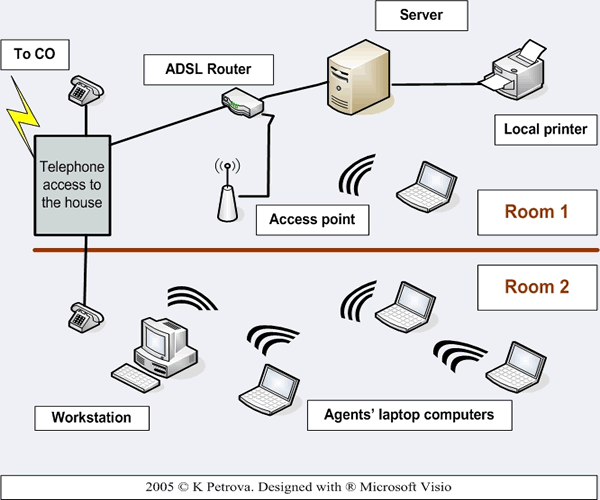 Server
To CO
ADSL Router
Local printer
Telephone
access to
the house
Access point
Room 1
Room 2
Workstation
Agents' laptop computers
2005 © K Petrova. Designed with ® Microsoft Visio